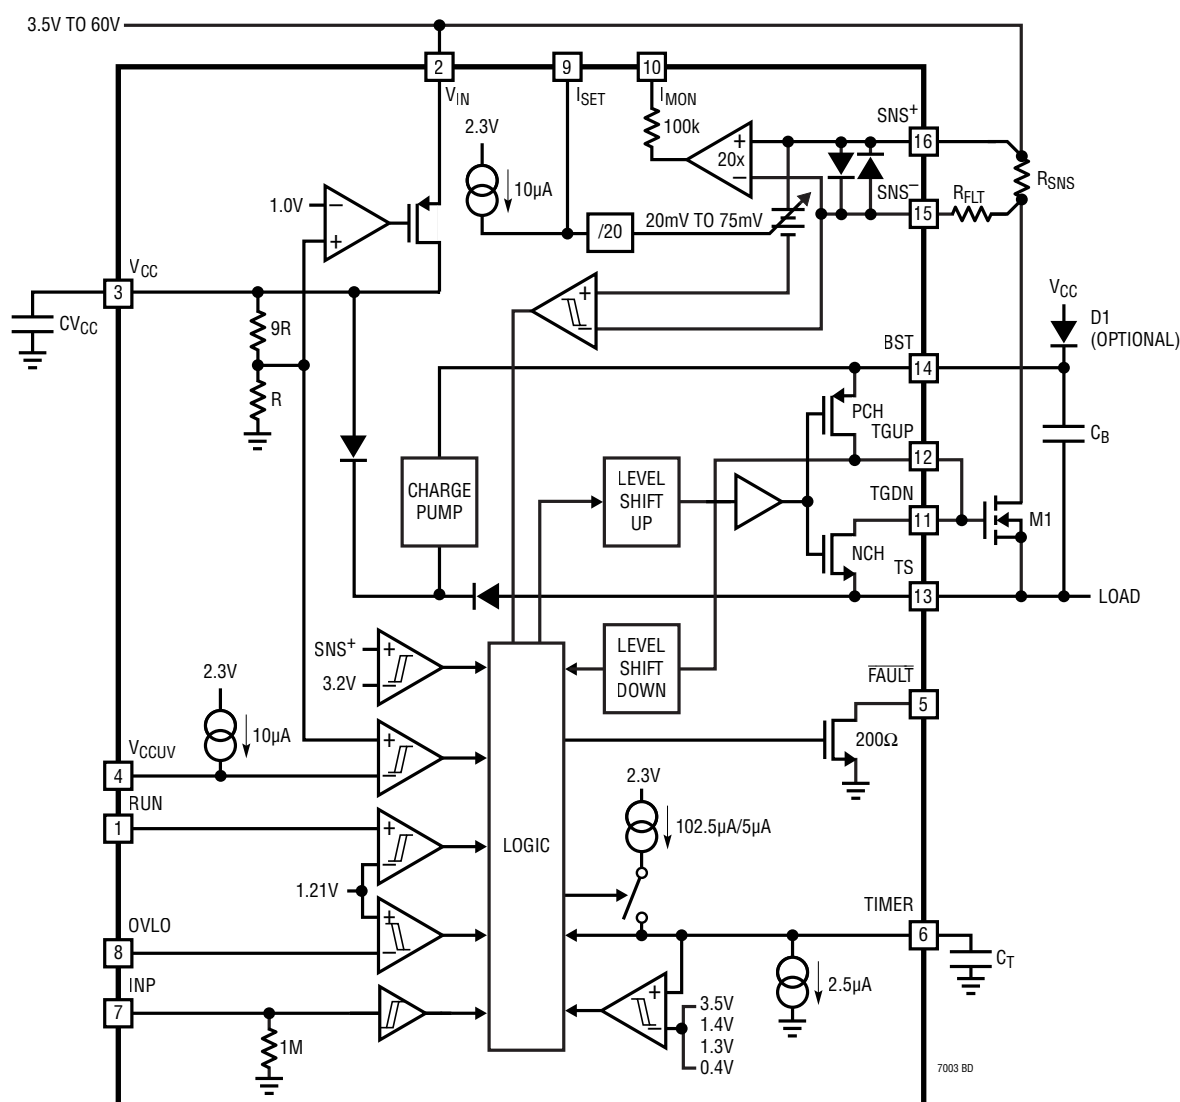 3.5V TO 60V
2
9
10
VIN
ISET
IMON
SNS+
2.3V
100k
+
20x
−
16
10µA
1.0V
−
+
SNS−
RFLT
RSNS
15
/20
20mV TO 75mV
VCC
3
CVCC
9R
R
+
−
VCC
D1
(OPTIONAL)
BST
14
PCH
TGUP
12
CB
CHARGE
PUMP
LEVEL
SHIFT
UP
TGDN
11
M1
NCH
TS
13
LOAD
SNS+
+
3.2V
−
LEVEL
SHIFT
DOWN
FAULT
5
2.3V
10µA
VCCUV
4
+
−
200Ω
RUN
1
+
−
2.3V
102.5µA/5µA
LOGIC
1.21V
OVLO
8
+
−
TIMER
6
CT
INP
7
2.5µA
+
−
3.5V
1.4V
1.3V
0.4V
1M
7003 BD